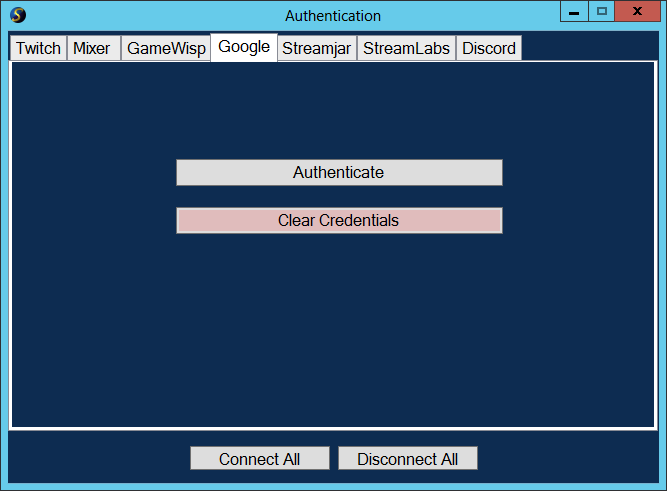 Authentication
Twitch Mixer GameWisp Google Streamjar StreamLabs Discord
Authenticate
Clear Credentials
Connect All Disconnect All